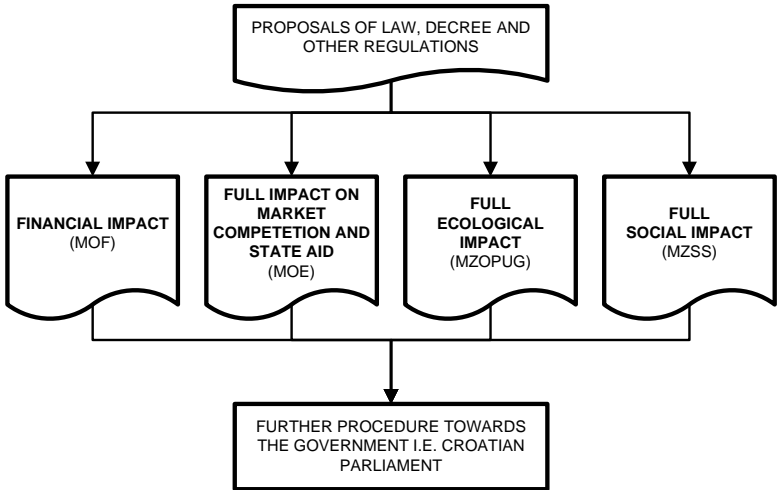 PROPOSALS OF LAW, DECREE AND
OTHER REGULATIONS
FINANCIAL IMPACT
(MOF)
FULL IMPACT ON
MARKET
COMPETETION AND
STATE AID
(MOE)
FULL
ECOLOGICAL
IMPACT
(MZOPUG)
FULL
SOCIAL IMPACT
(MZSS)
FURTHER PROCEDURE TOWARDS
THE GOVERNMENT I.E. CROATIAN
PARLIAMENT